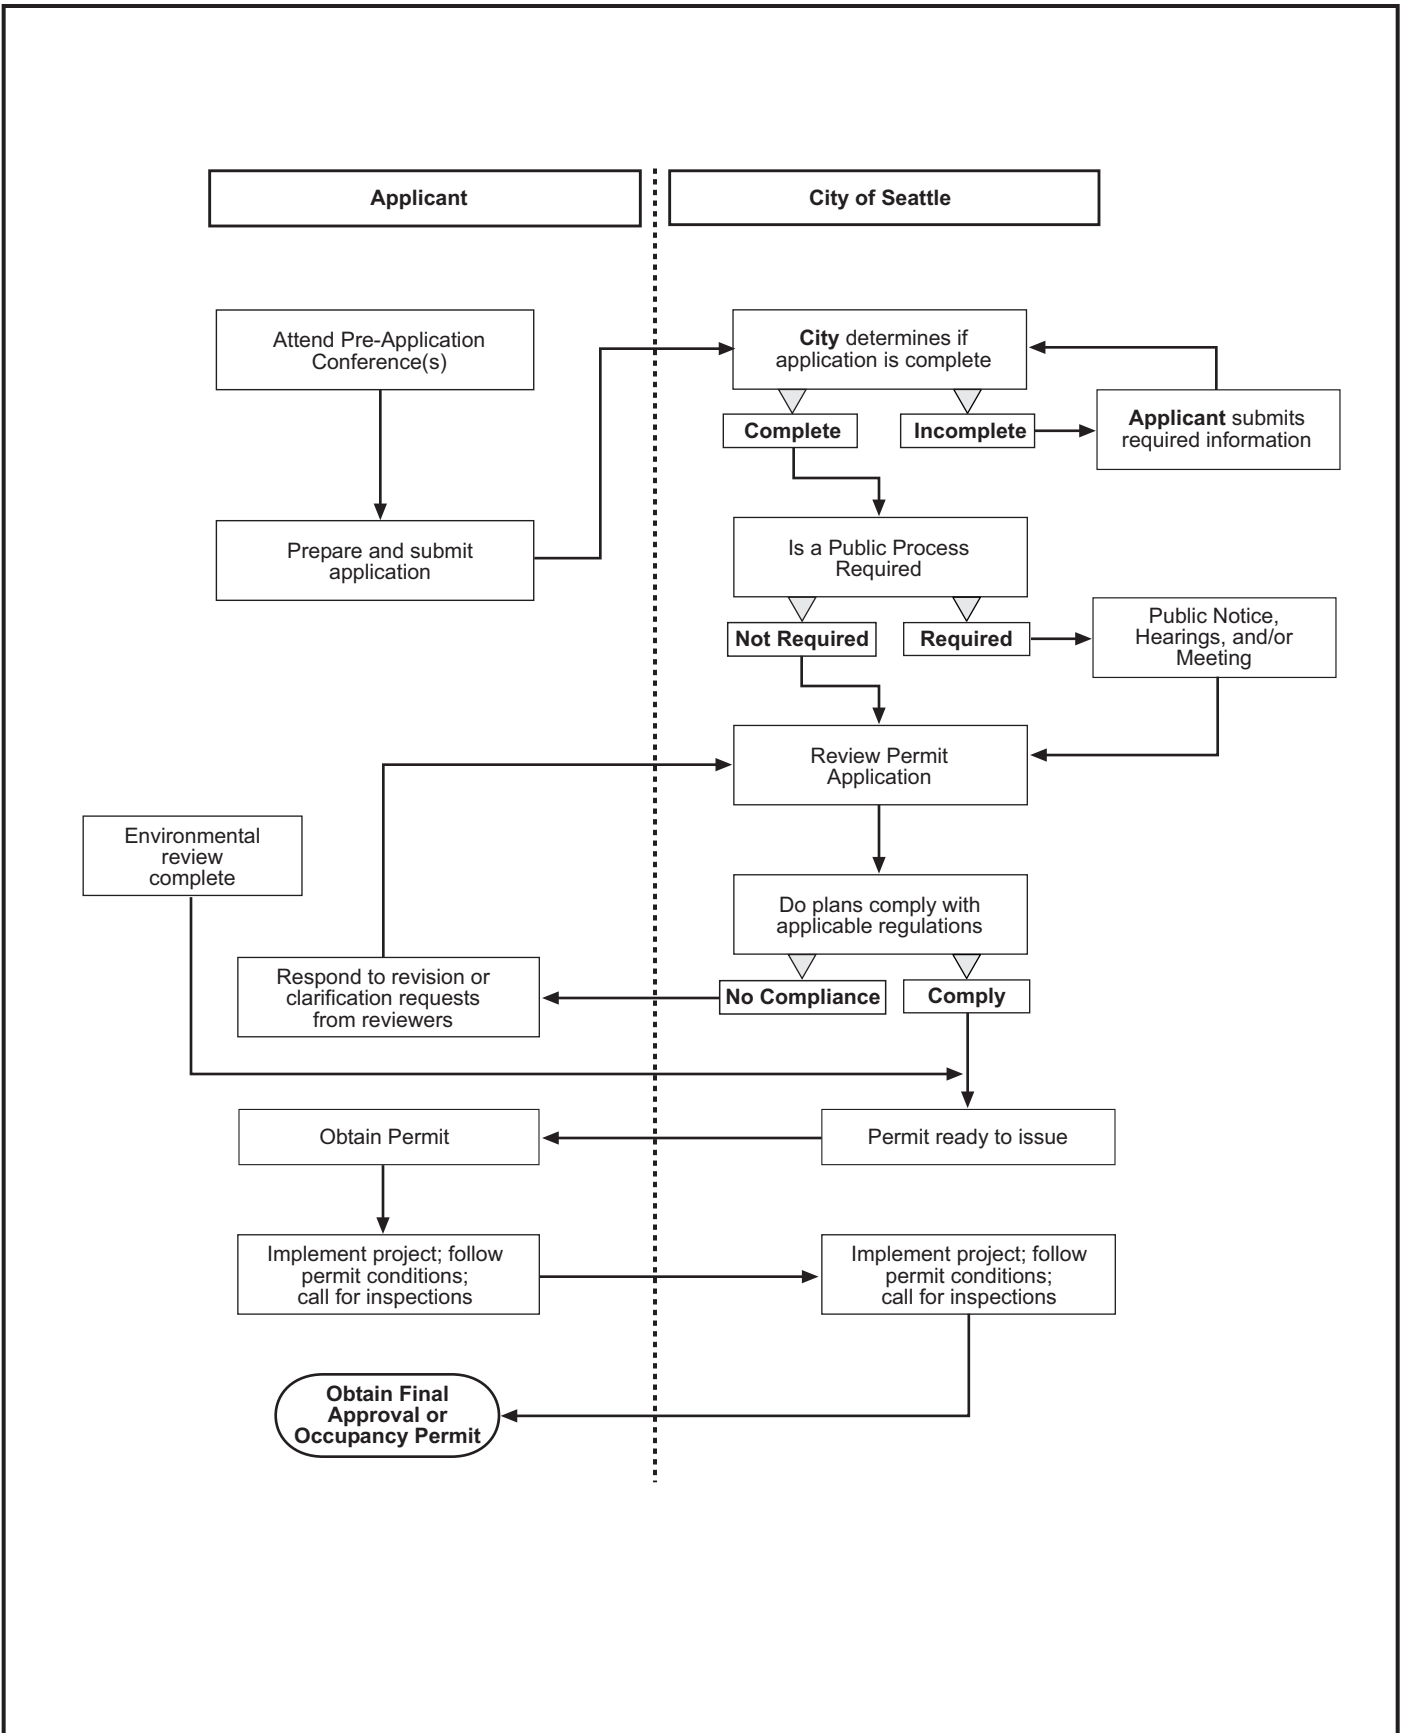 Applicant
City of Seattle
Attend Pre-Application
Conference(s)
City determines if
application is complete
Complete
Incomplete
Applicant submits
required information
Prepare and submit
application
Is a Public Process
Required
Not Required
Required
Public Notice,
Hearings, and/or
Meeting
Review Permit
Application
Environmental
review
complete
Do plans comply with
applicable regulations
No Compliance
Comply
Respond to revision or
clarification requests
from reviewers
Obtain Permit
Permit ready to issue
Implement project; follow
permit conditions;
call for inspections
Implement project; follow
permit conditions;
call for inspections
Obtain Final
Approval or
Occupancy Permit